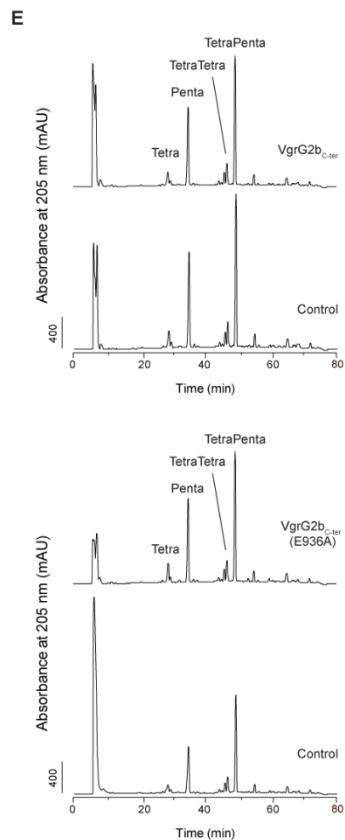 E
TetraPenta
TetraTetra
Penta
Tetra
VgrG2bC-ter
Control
Absorbance at 205 nm (mAU)
400
0 20 40 60 80
Time (min)
TetraPenta
TetraTetra
Penta
Tetra
VgrG2bC-ter
(E936A)
Control
Absorbance at 205 nm (mAU)
400
0 20 40 60 80
Time (min)